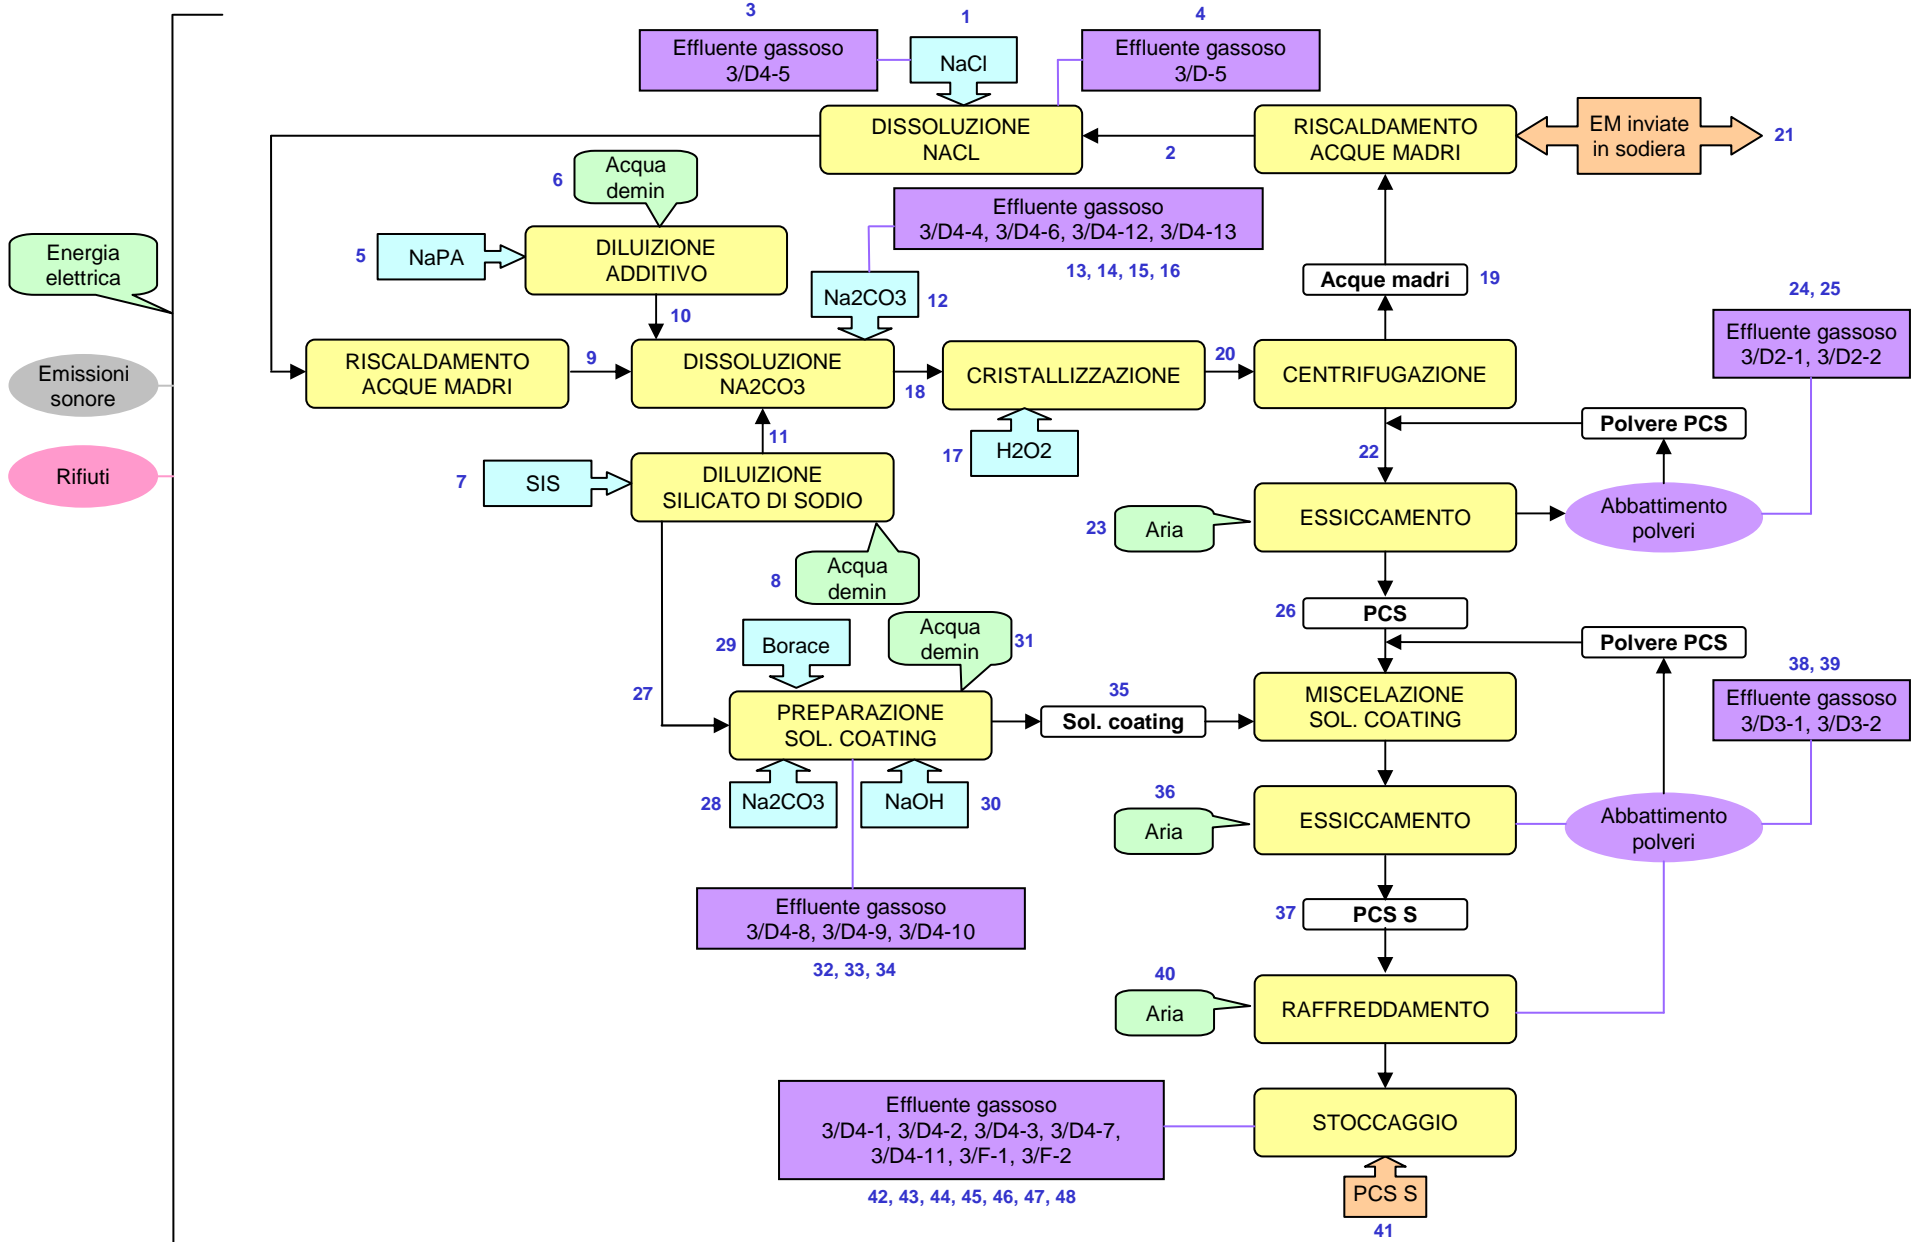 3
1
4
Effluente gassoso
3/D4-5
NaCl
Effluente gassoso
3/D-5
DISSOLUZIONE
NACL
2
RISCALDAMENTO
ACQUE MADRI
EM inviate
in sodiera
21
6
Acqua
demin
Effluente gassoso
3/D4-4, 3/D4-6, 3/D4-12, 3/D4-13
13, 14, 15, 16
5
NaPA
DILUIZIONE
ADDITIVO
Energia
elettrica
Na2CO3
12
Acque madri
19
24, 25
10
Effluente gassoso
3/D2-1, 3/D2-2
RISCALDAMENTO
ACQUE MADRI
9
DISSOLUZIONE
NA2CO3
18
CRISTALLIZZAZIONE
20
CENTRIFUGAZIONE
Emissioni
sonore
11
17
H2O2
22
Polvere PCS
Rifiuti
7
SIS
DILUIZIONE
SILICATO DI SODIO
23
Aria
ESSICCAMENTO
Abbattimento
polveri
8
Acqua
demin
26
PCS
29
Borace
Acqua
demin
31
Polvere PCS
38, 39
27
PREPARAZIONE
SOL. COATING
35
Sol. coating
MISCELAZIONE
SOL. COATING
Effluente gassoso
3/D3-1, 3/D3-2
28
Na2CO3
NaOH
30
36
Aria
ESSICCAMENTO
Abbattimento
polveri
Effluente gassoso
3/D4-8, 3/D4-9, 3/D4-10
32, 33, 34
37
PCS S
40
Aria
RAFFREDDAMENTO
Effluente gassoso
3/D4-1, 3/D4-2, 3/D4-3, 3/D4-7,
3/D4-11, 3/F-1, 3/F-2
42, 43, 44, 45, 46, 47, 48
STOCCAGGIO
PCS S
41